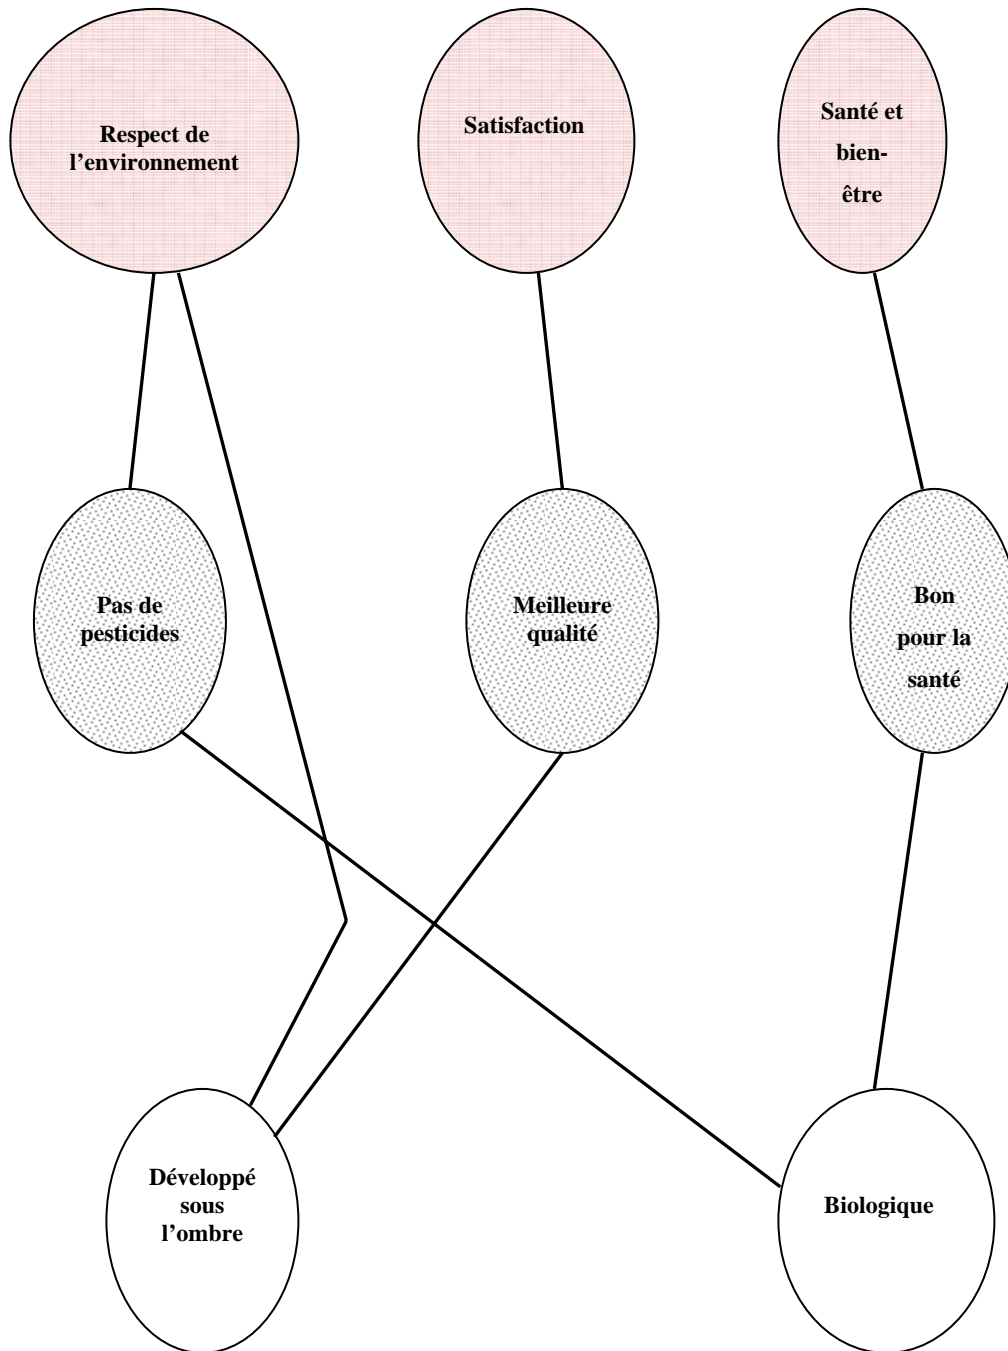 Respect de
l’environnement
Satisfaction
Santé et
bien-
être
Pas de
pesticides
Meilleure
qualité
Bon
pour la
santé
Développé
sous
l’ombre
Biologique